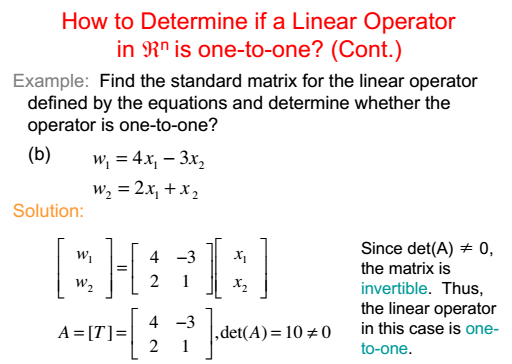 How to Determine if a Linear Operator
in ℜⁿ is one-to-one? (Cont.)
Example: Find the standard matrix for the linear operator
defined by the equations and determine whether the
operator is one-to-one?
(b) w₁ = 4x₁ − 3x₂
w₂ = 2x₁ + x₂
Solution:
[ w₁ ] = [ 4 −3 ] [ x₁ ]
[ w₂ ] [ 2 1 ] [ x₂ ]
A = [T] = [ 4 −3 ], det(A) = 10 ≠ 0
[ 2 1 ]
Since det(A) ≠ 0,
the matrix is
invertible. Thus,
the linear operator
in this case is one-
to-one.